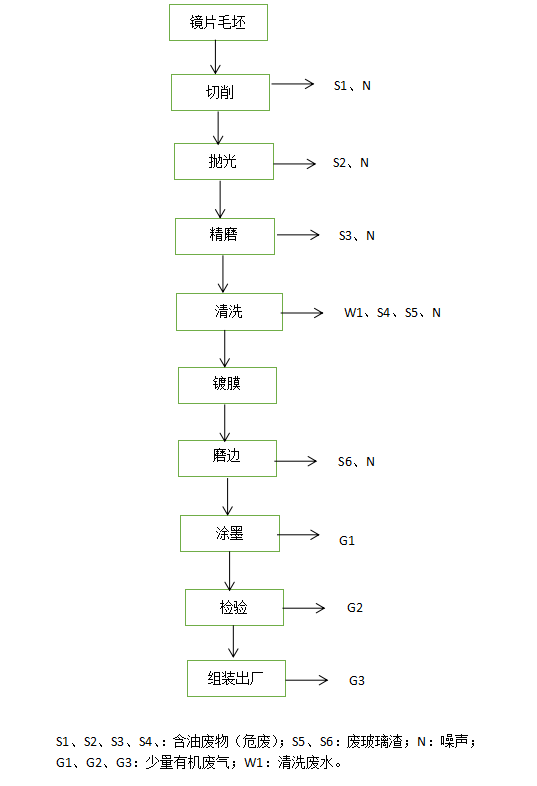 镜片毛坯
切削
S1、N
抛光
S2、N
精磨
S3、N
清洗
W1、S4、S5、N
镀膜
磨边
S6、N
涂墨
G1
检验
G2
组装出厂
G3
S1、S2、S3、S4、：含油废物（危废）；S5、S6：废玻璃渣；N：噪声；
G1、G2、G3：少量有机废气；W1：清洗废水。